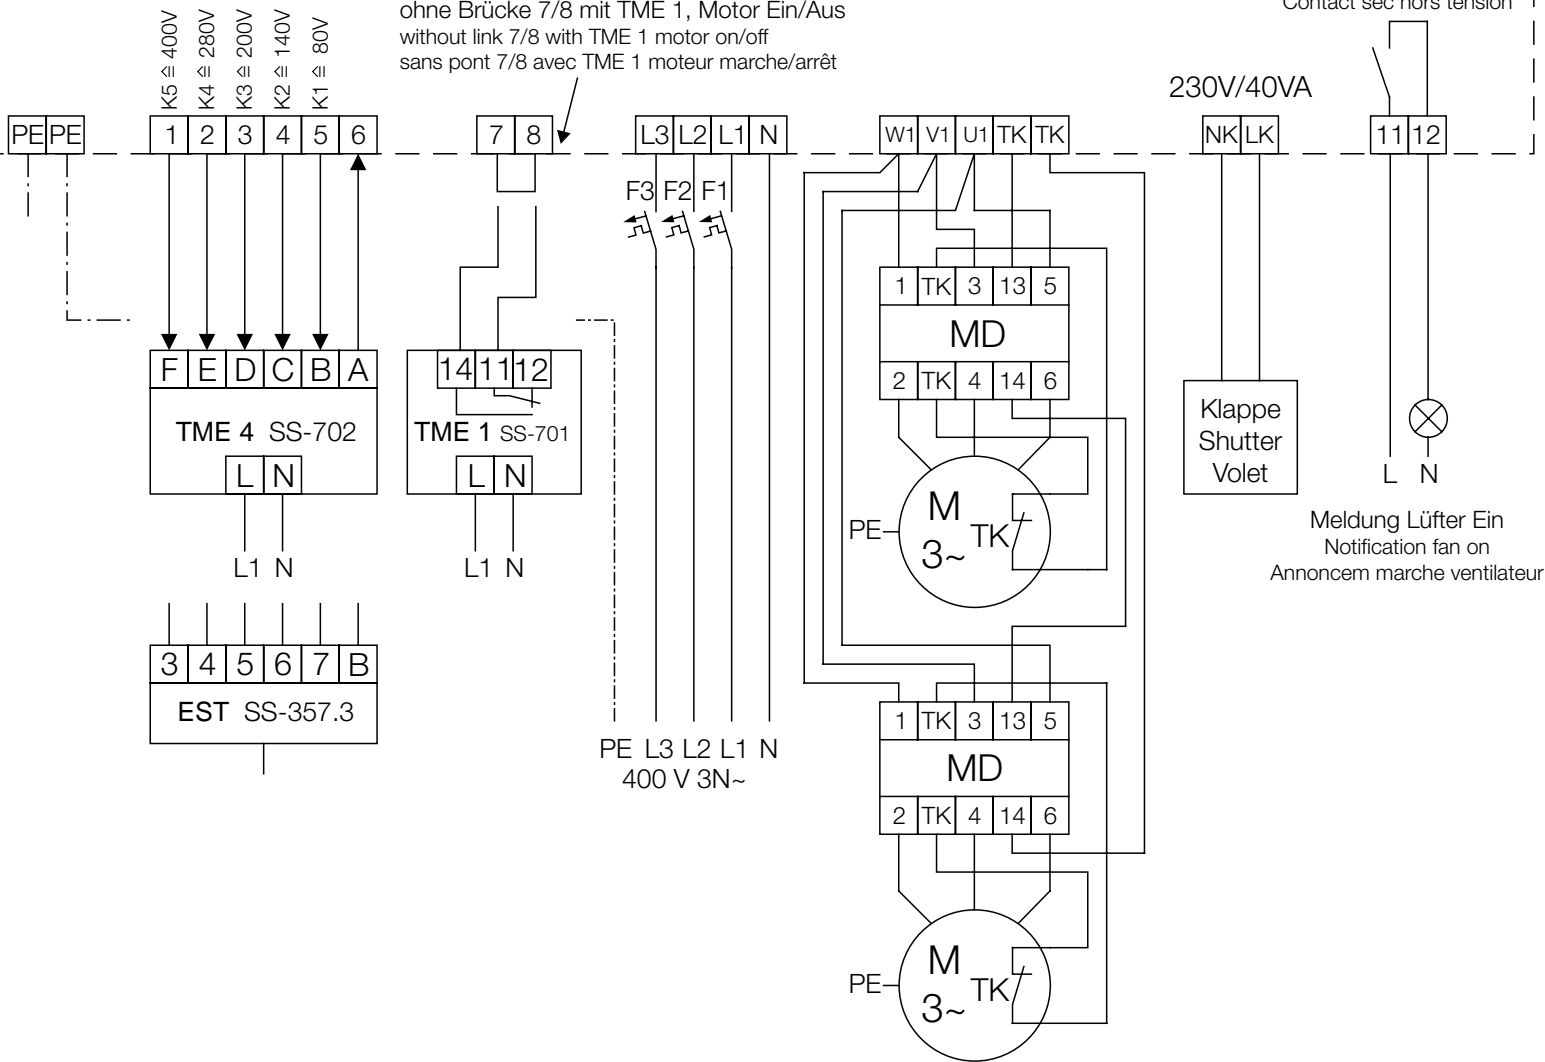 ohne Brücke 7/8 mit TME 1, Motor Ein/Aus
without link 7/8 with TME 1 motor on/off
sans pont 7/8 avec TME 1 moteur marche/arrêt
Contact sec hors tension
K5 ≙ 400V
K4 ≙ 280V
K3 ≙ 200V
K2 ≙ 140V
K1 ≙ 80V
230V/40VA
PE PE
1 2 3 4 5 6
7 8
L3 L2 L1 N
W1 V1 U1 TK TK
NK LK
11 12
F3 F2 F1
1 TK 3 13 5
MD
2 TK 4 14 6
F E D C B A
TME 4 SS-702
L N
L1 N
14 11 12
TME 1 SS-701
L N
L1 N
Klappe
Shutter
Volet
L N
Meldung Lüfter Ein
Notification fan on
Annoncem marche ventilateur
PE
M
3~
TK
3 4 5 6 7 B
EST SS-357.3
PE L3 L2 L1 N
400 V 3N~
1 TK 3 13 5
MD
2 TK 4 14 6
PE
M
3~
TK